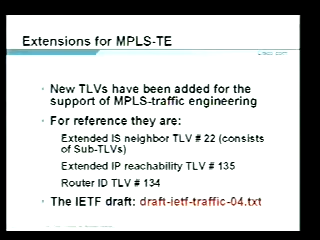 Extensions for MPLS-TE
New TLVs have been added for the
support of MPLS-traffic engineering
For reference they are:
Extended IS neighbor TLV # 22 (consists
of Sub-TLVs)
Extended IP reachability TLV # 135
Router ID TLV # 134
The IETF draft: draft-ietf-traffic-04.txt